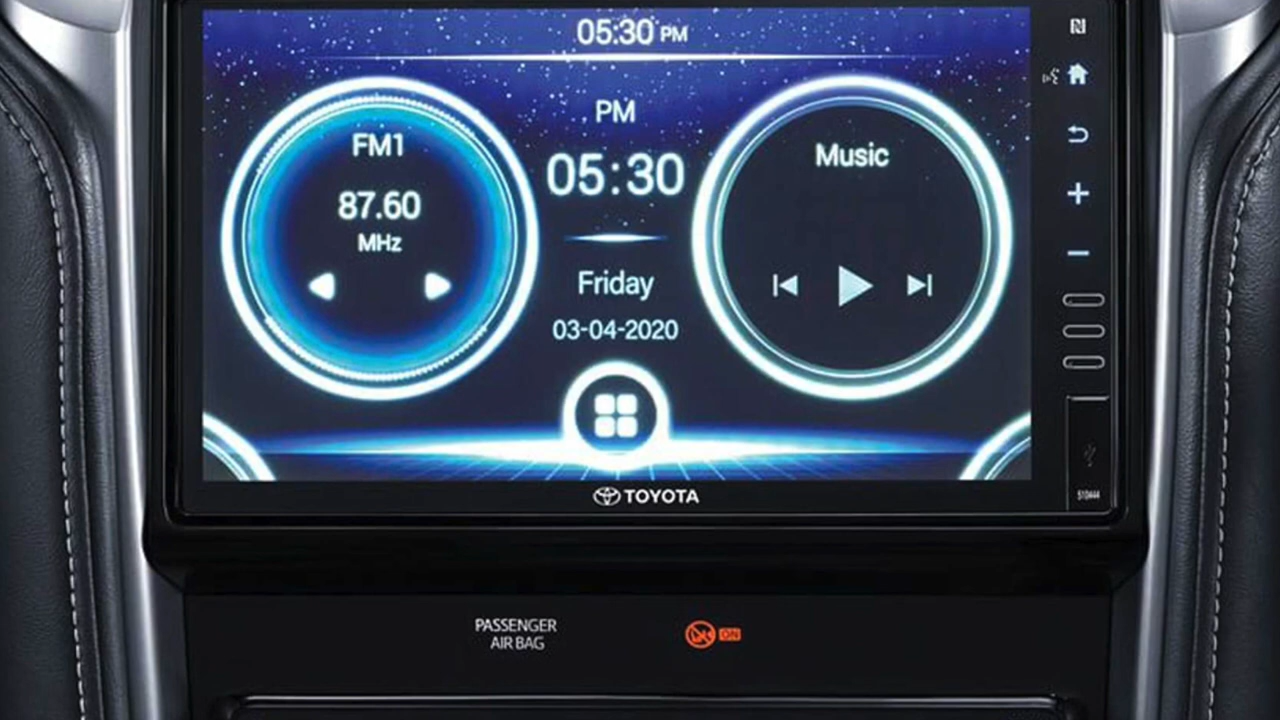 05:30 PM
PM
05:30
Friday
03-04-2020
FM1
87.60
MHz
Music
TOYOTA
510444
PASSENGER
AIR BAG
ON